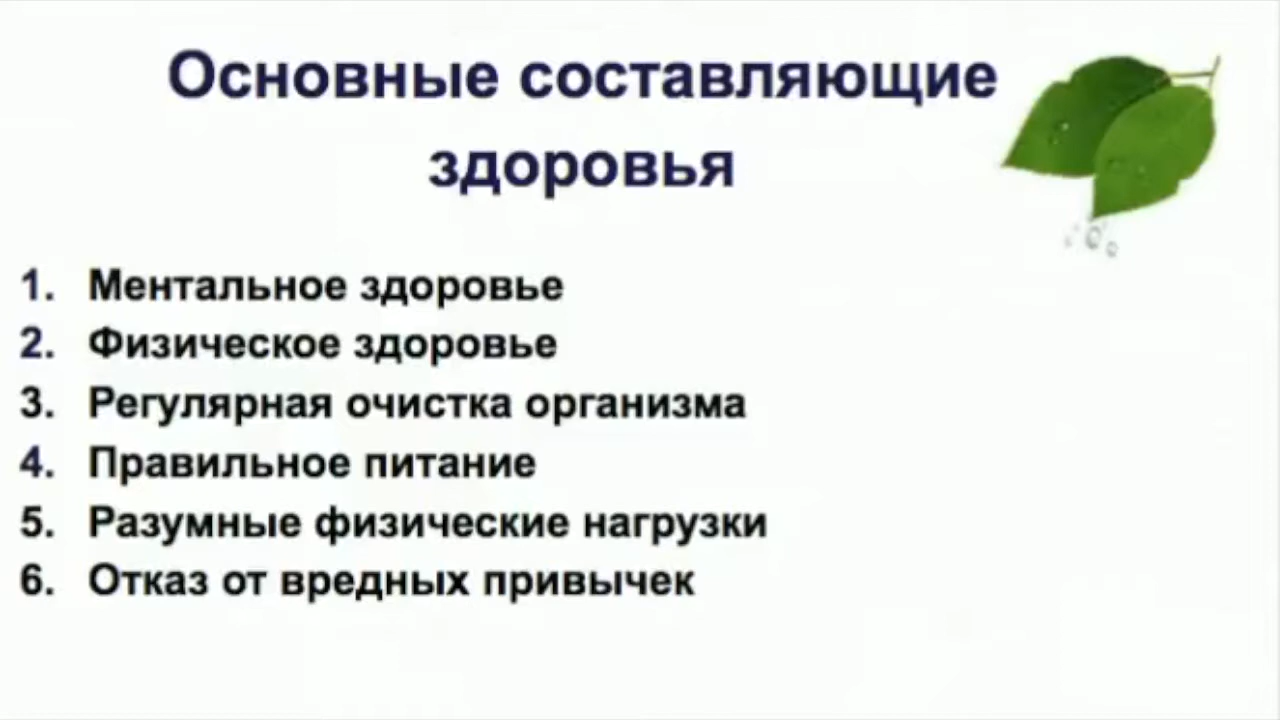 Основные составляющие
здоровья
1. Ментальное здоровье
2. Физическое здоровье
3. Регулярная очистка организма
4. Правильное питание
5. Разумные физические нагрузки
6. Отказ от вредных привычек